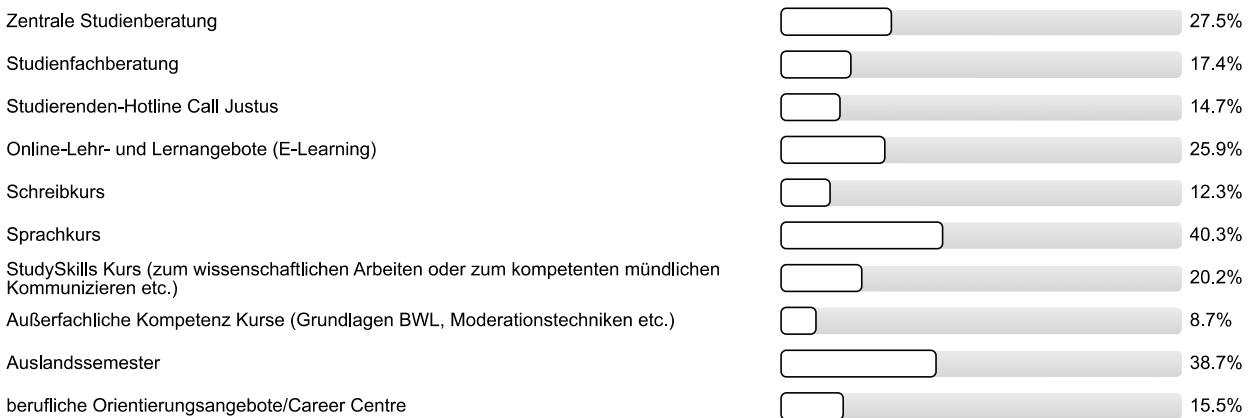 Zentrale Studienberatung 27.5%
Studienfachberatung 17.4%
Studierenden-Hotline Call Justus 14.7%
Online-Lehr- und Lernangebote (E-Learning) 25.9%
Schreibkurs 12.3%
Sprachkurs 40.3%
StudySkills Kurs (zum wissenschaftlichen Arbeiten oder zum kompetenten mündlichen
Kommunizieren etc.) 20.2%
Außerfachliche Kompetenz Kurse (Grundlagen BWL, Moderationstechniken etc.) 8.7%
Auslandssemester 38.7%
berufliche Orientierungsangebote/Career Centre 15.5%